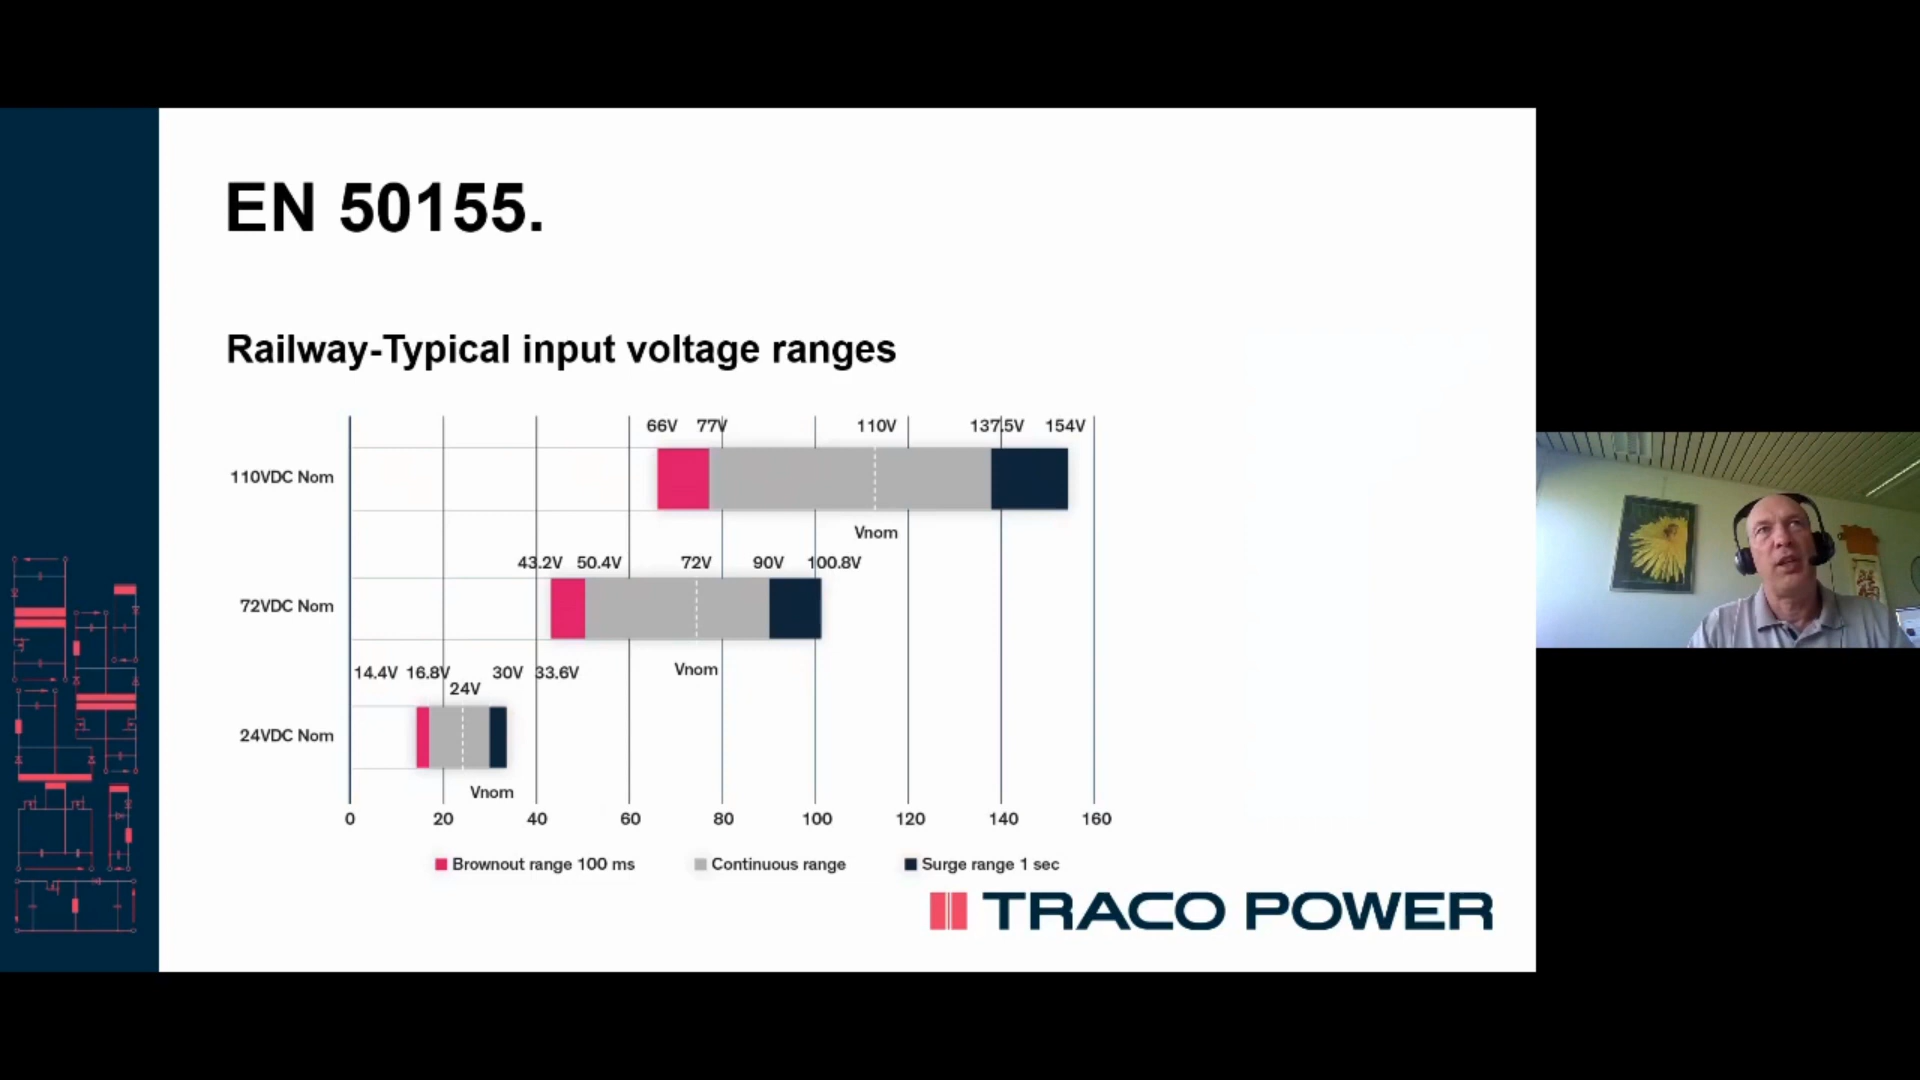 EN 50155.
Railway-Typical input voltage ranges
66V 77V 110V 137.5V 154V
110VDC Nom
Vnom
43.2V 50.4V 72V 90V 100.8V
72VDC Nom
Vnom
14.4V 16.8V 30V 33.6V
24V
24VDC Nom
Vnom
0 20 40 60 80 100 120 140 160
Brownout range 100 ms Continuous range Surge range 1 sec
TRACO POWER